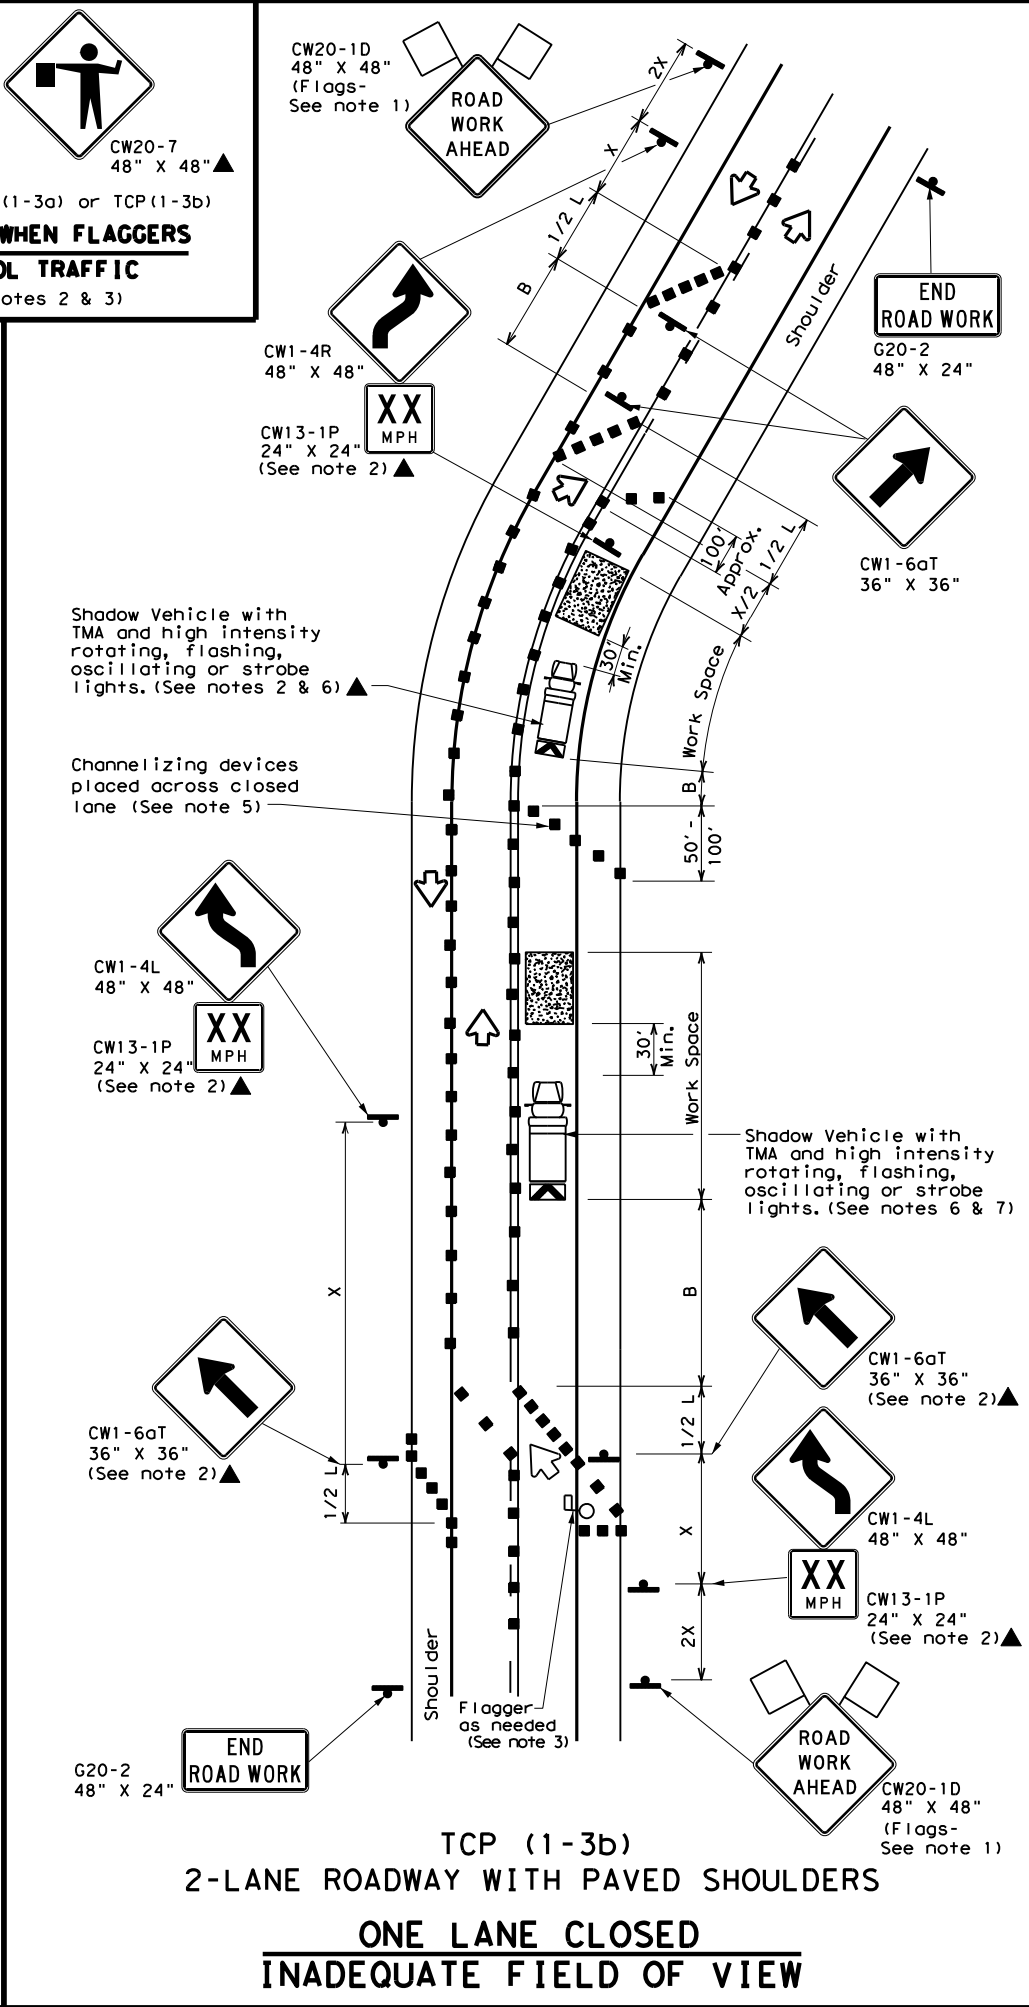 CW20-7
48" X 48"
(1-3a) or TCP(1-3b)
WHEN FLAGGERS
OL TRAFFIC
otes 2 & 3)
CW20-1D
48" X 48"
(Flags-
See note 1)
ROAD
WORK
AHEAD
2X
X
1/2 L
B
CW1-4R
48" X 48"
XX
MPH
CW13-1P
24" X 24"
(See note 2)
Shoulder
END
ROAD WORK
G20-2
48" X 24"
CW1-6aT
36" X 36"
100'
Approx.
1/2 L
X/2
30'
Min.
Work Space
B
50' -
100'
Shadow Vehicle with
TMA and high intensity
rotating, flashing,
oscillating or strobe
lights. (See notes 2 & 6)
Channelizing devices
placed across closed
lane (See note 5)
CW1-4L
48" X 48"
XX
MPH
CW13-1P
24" X 24"
(See note 2)
30'
Min.
Work Space
Shadow Vehicle with
TMA and high intensity
rotating, flashing,
oscillating or strobe
lights. (See notes 6 & 7)
X
B
CW1-6aT
36" X 36"
(See note 2)
1/2 L
CW1-6aT
36" X 36"
(See note 2)
1/2 L
X
CW1-4L
48" X 48"
XX
MPH
CW13-1P
24" X 24"
(See note 2)
2X
Shoulder
Flagger
as needed
(See note 3)
END
ROAD WORK
G20-2
48" X 24"
ROAD
WORK
AHEAD
CW20-1D
48" X 48"
(Flags-
See note 1)
TCP (1-3b)
2-LANE ROADWAY WITH PAVED SHOULDERS
ONE LANE CLOSED
INADEQUATE FIELD OF VIEW